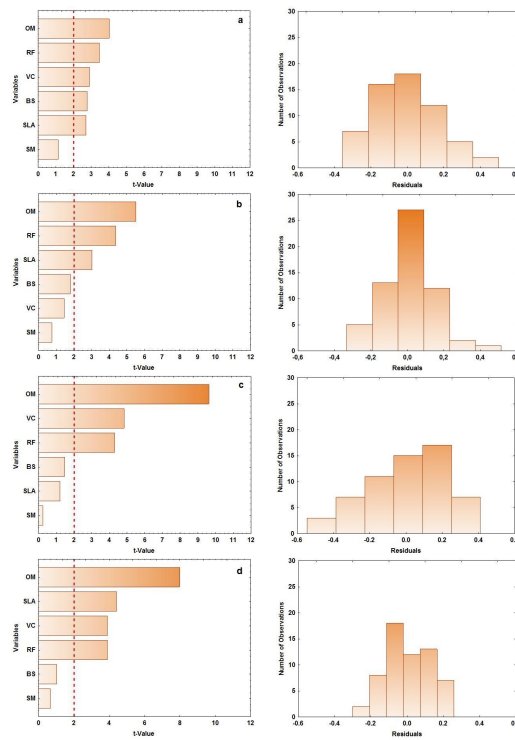 a
OM
RF
VC
BS
SLA
SM
Variables
0 1 2 3 4 5 6 7 8 9 10 11 12
t-Value
30
25
20
15
10
5
0
Number of Observations
-0.6 -0.4 -0.2 0.0 0.2 0.4 0.6
Residuals
b
OM
RF
SLA
BS
VC
SM
Variables
0 1 2 3 4 5 6 7 8 9 10 11 12
t-Value
30
25
20
15
10
5
0
Number of Observations
-0.6 -0,4 -0.2 0.0 0.2 0.4 0.6
Residuals
c
OM
VC
RF
BS
SLA
SM
Variables
0 1 2 3 4 5 6 7 8 9 10 11 12
t-Value
30
25
20
15
10
5
0
Number of Observations
-0.6 -0.4 -0.2 0.0 0.2 0.4 0.6
Residuals
d
OM
SLA
VC
RF
BS
SM
Variables
0 1 2 3 4 5 6 7 8 9 10 11 12
t-Value
30
25
20
15
10
5
0
Number of Observations
-0.6 -0.4 -0.2 0.0 0.2 0.4 0.6
Residuals